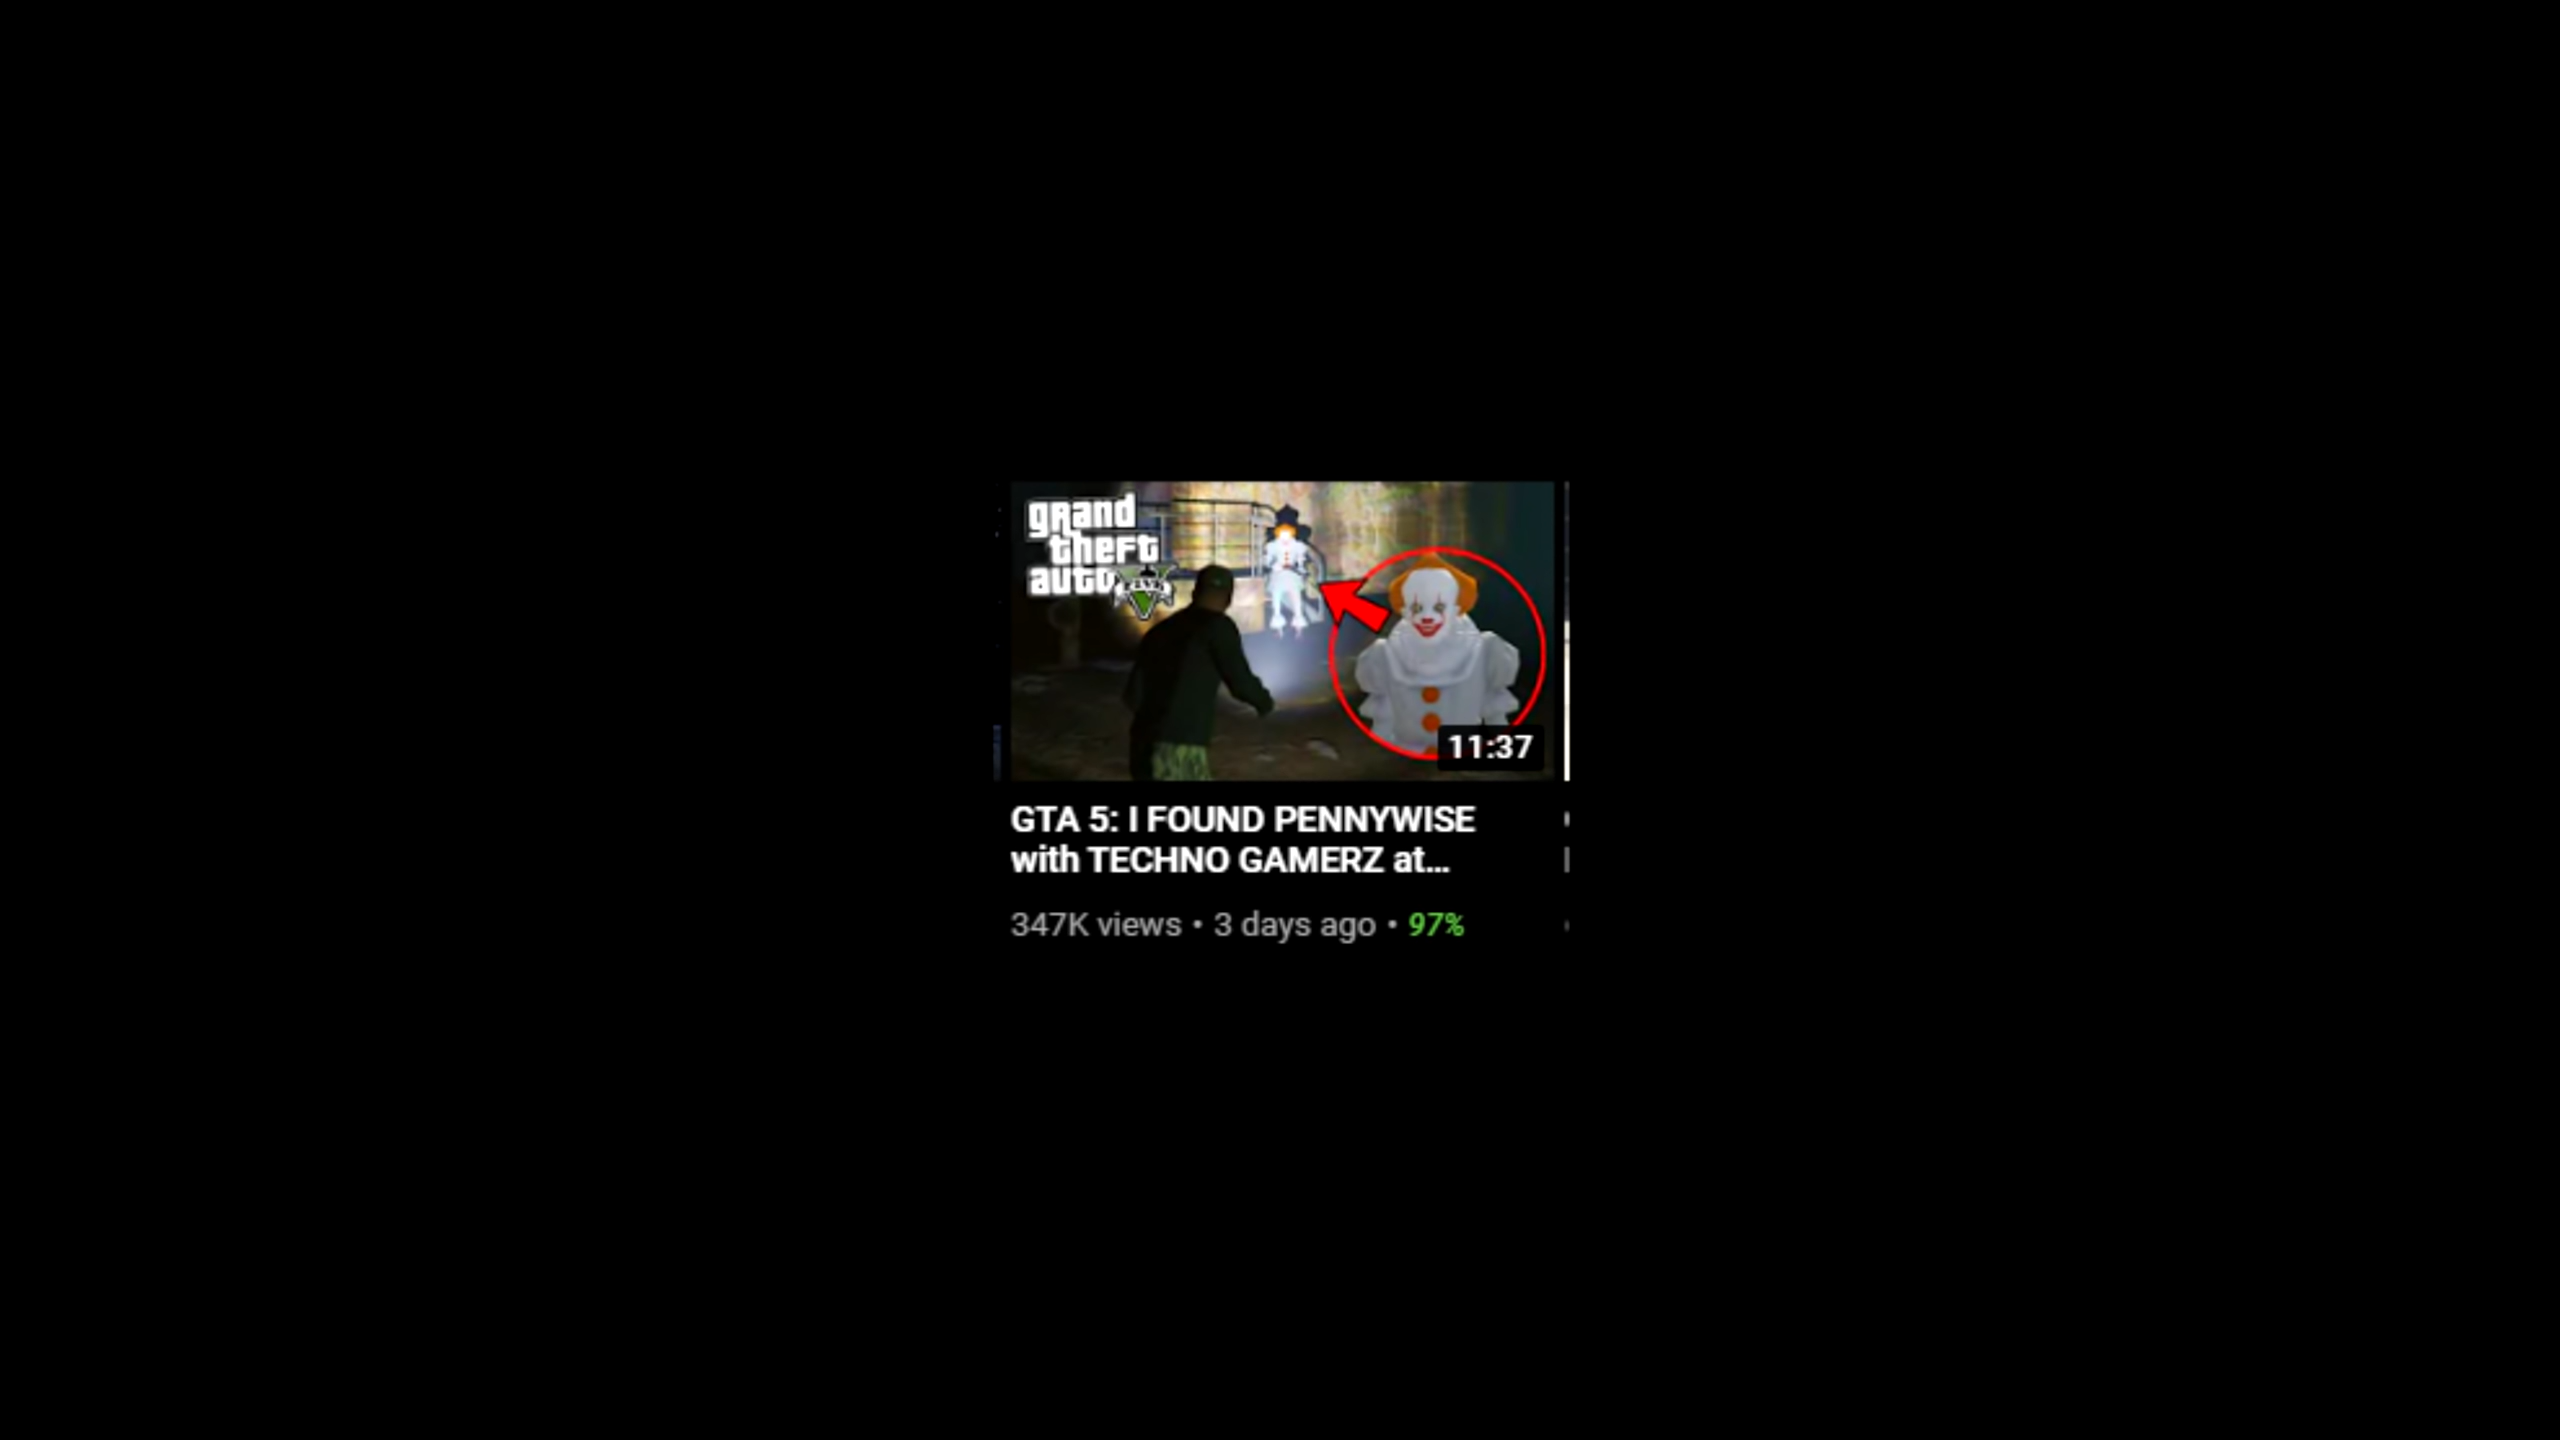 grand
theft
auto
FIVE
11:37
GTA 5: I FOUND PENNYWISE
with TECHNO GAMERZ at...
347K views • 3 days ago • 97%